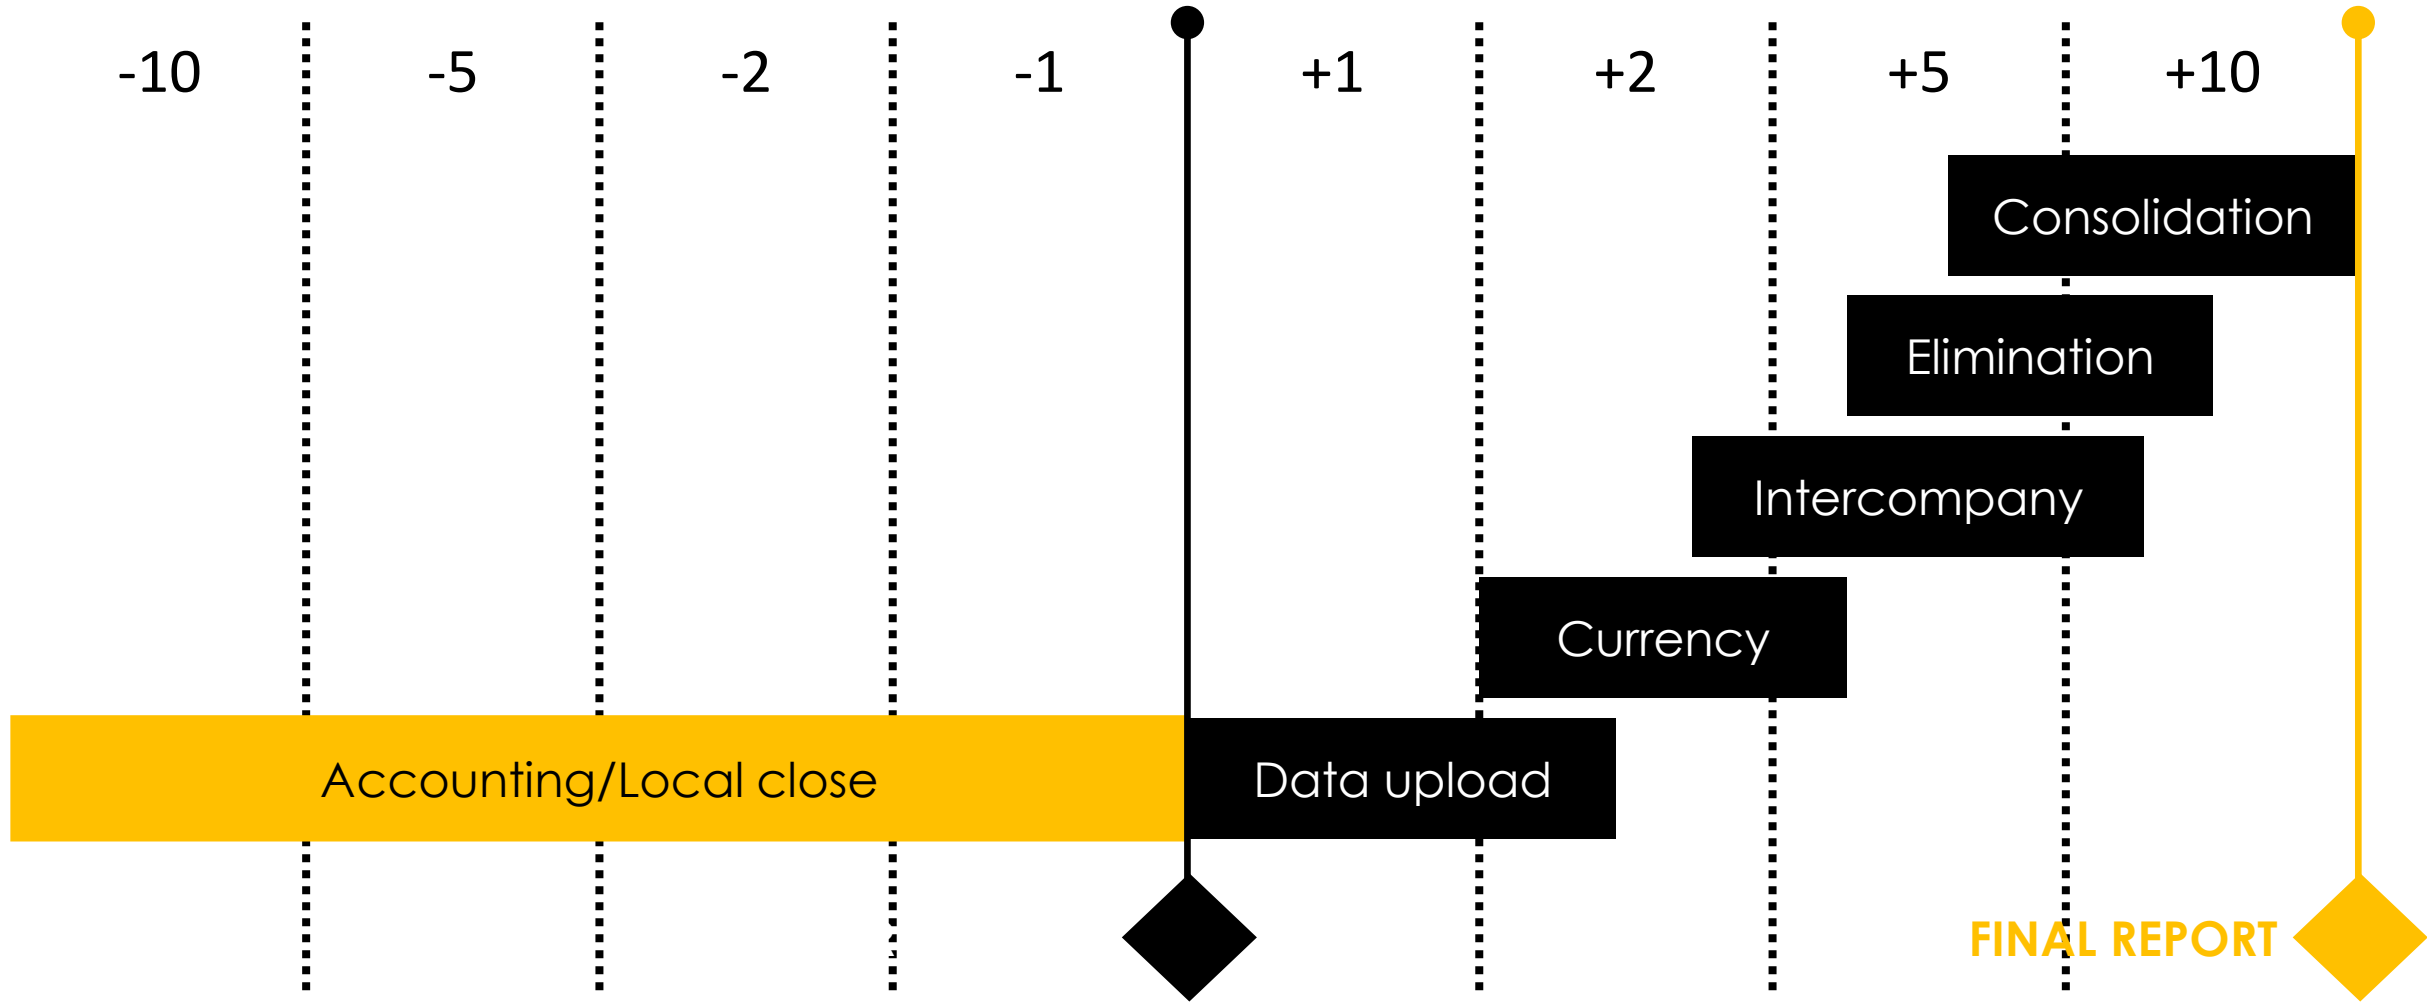 -10
-5
-2
-1
+1
+2
+5
+10
Consolidation
Elimination
Intercompany
Currency
Accounting/Local close
Data upload
FINAL REPORT